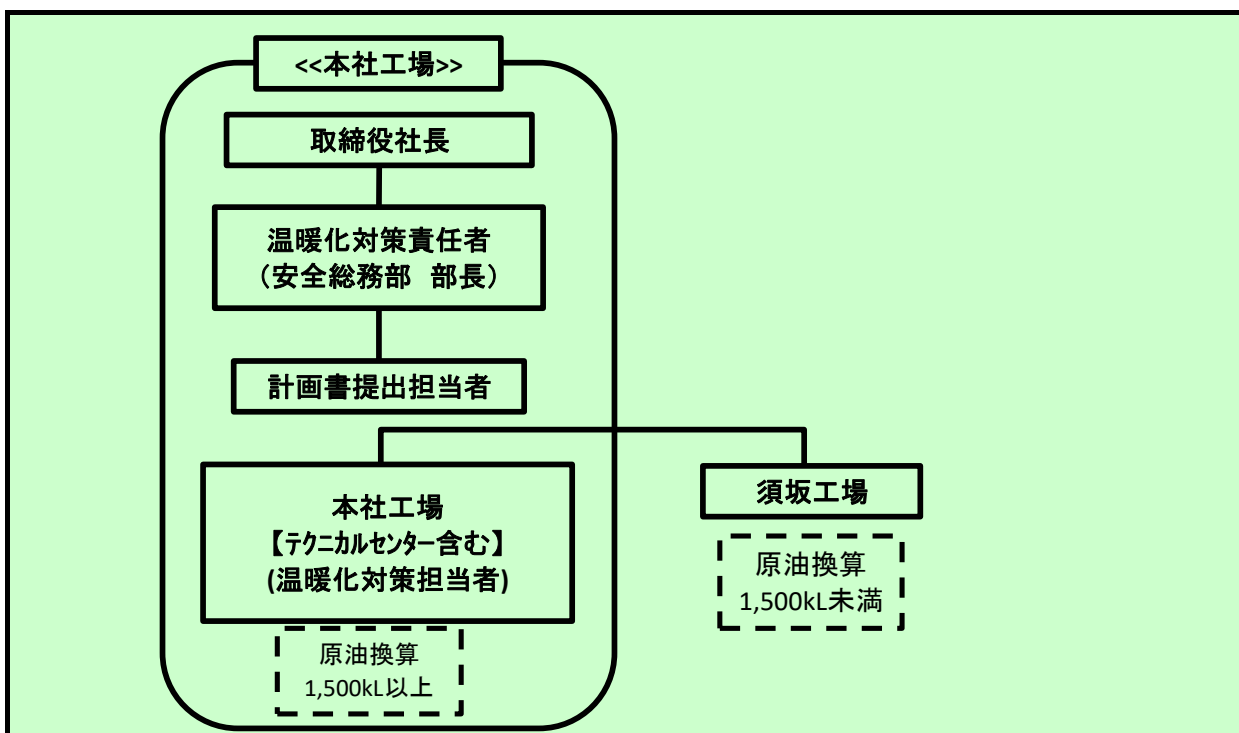 <<本社工場>>
取締役社長
温暖化対策責任者
（安全総務部　部長）
計画書提出担当者
本社工場
【テクニカルセンター含む】
(温暖化対策担当者)
原油換算
1,500kL以上
須坂工場
原油換算
1,500kL未満